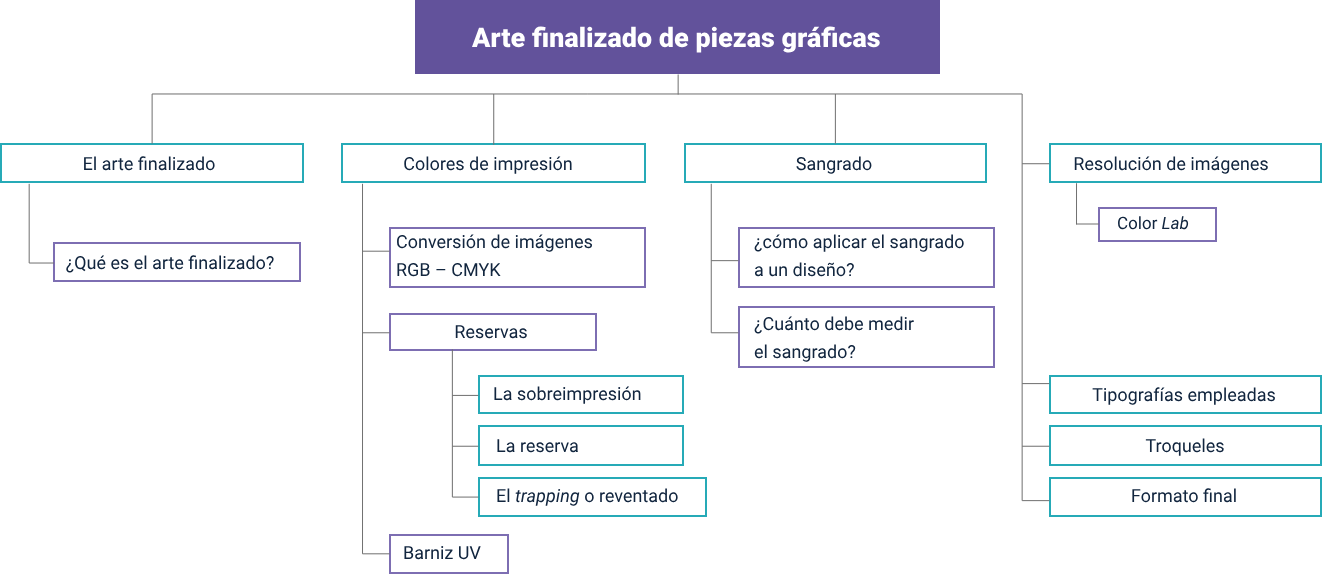 Arte finalizado de piezas gráficas
El arte finalizado
¿Qué es el arte finalizado?
Colores de impresión
Conversión de imágenes
RGB – CMYK
Reservas
La sobreimpresión
La reserva
El trapping o reventado
Barniz UV
Sangrado
¿cómo aplicar el sangrado
a un diseño?
¿Cuánto debe medir
el sangrado?
Resolución de imágenes
Color Lab
Tipografías empleadas
Troqueles
Formato final